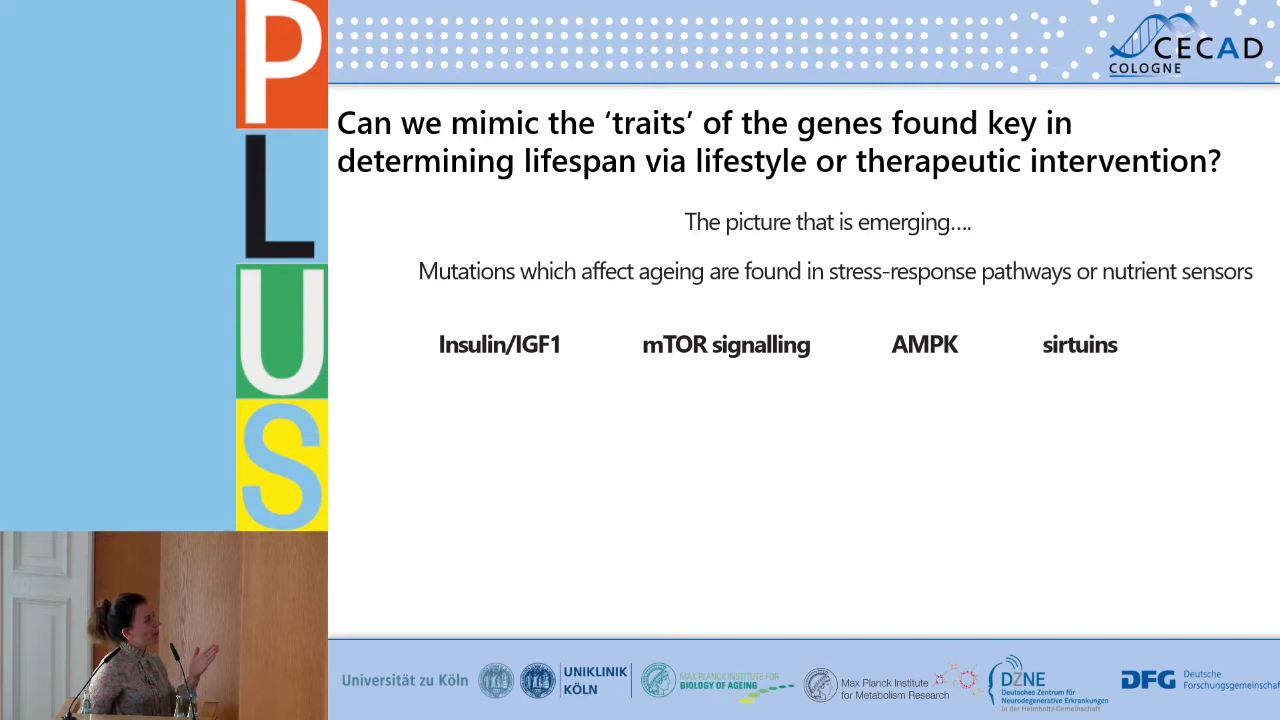 PLUS
CECAD
COLOGNE
Can we mimic the ‘traits’ of the genes found key in
determining lifespan via lifestyle or therapeutic intervention?
The picture that is emerging....
Mutations which affect ageing are found in stress-response pathways or nutrient sensors
Insulin/IGF1 mTOR signalling AMPK sirtuins
Universität zu Köln
UNIKLINIK
KÖLN
MAX PLANCK INSTITUTE FOR
BIOLOGY OF AGEING
Max Planck Institute
for Metabolism Research
DZNE
Deutsches Zentrum für
Neurodegenerative Erkrankungen
in der Helmholtz-Gemeinschaft
DFG Deutsche
Forschungsgemeinschaf